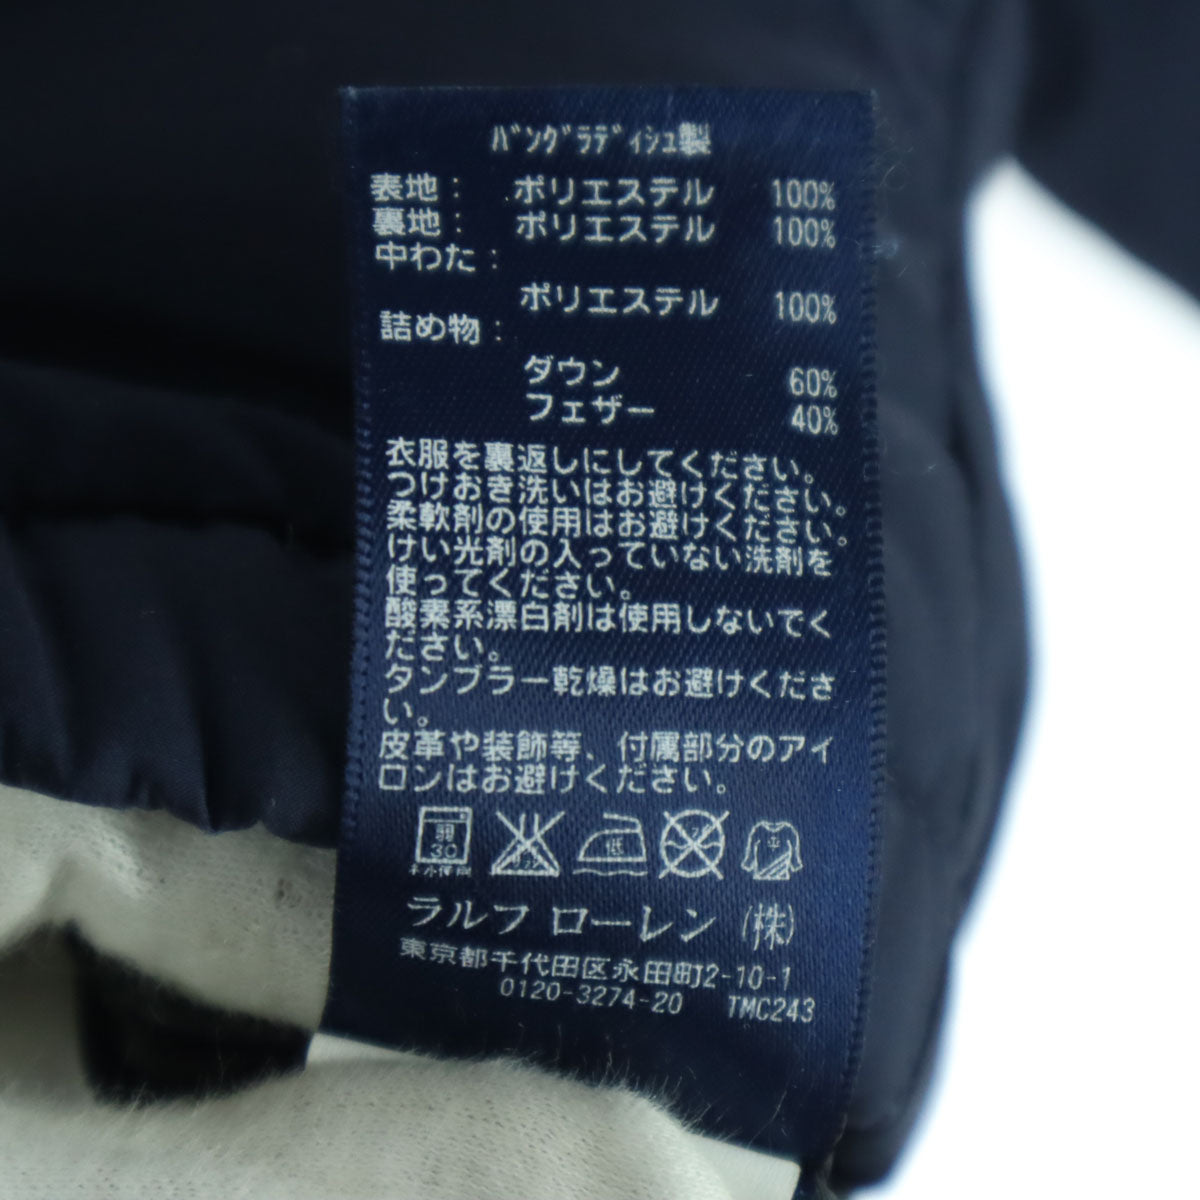 ﾊﾞﾝｸﾞﾗﾃﾞｨｼｭ製
表地： ポリエステル 100%
裏地： ポリエステル 100%
中わた：
ポリエステル 100%
詰め物：
ダウン 60%
フェザー 40%
衣服を裏返しにしてください。
つけおき洗いはお避けください。
柔軟剤の使用はお避けください。
けい光剤の入っていない洗剤を
使ってください。
酸素系漂白剤は使用しないでく
ださい。
タンブラー乾燥はお避けくださ
い。
皮革や装飾等、付属部分のアイ
ロンはお避けください。
弱
30
低
平
ネット使用
ラルフ ローレン (株)
東京都千代田区永田町2-10-1
0120-3274-20 TMC243